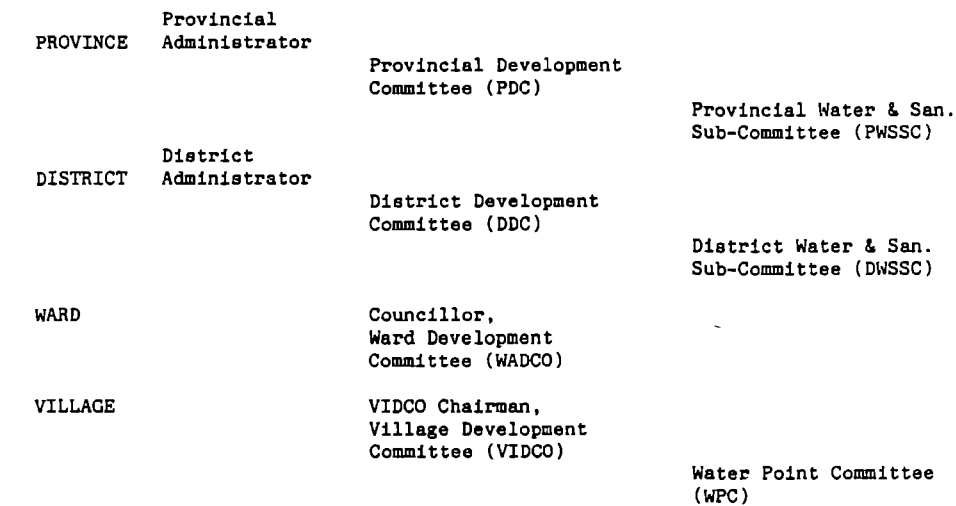 Provincial
PROVINCE Administrator
Provincial Development
Committee (PDC)
Provincial Water & San.
Sub-Committee (PWSSC)
District
DISTRICT Administrator
District Development
Committee (DDC)
District Water & San.
Sub-Committee (DWSSC)
WARD Councillor,
Ward Development
Committee (WADCO)
VILLAGE VIDCO Chairman,
Village Development
Committee (VIDCO)
Water Point Committee
(WPC)